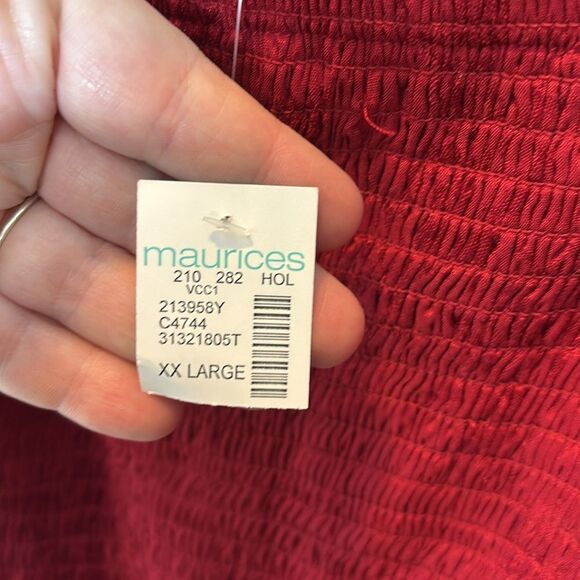 maurices
210 282 HOL
VCC1
213958Y
C4744
31321805T
XX LARGE